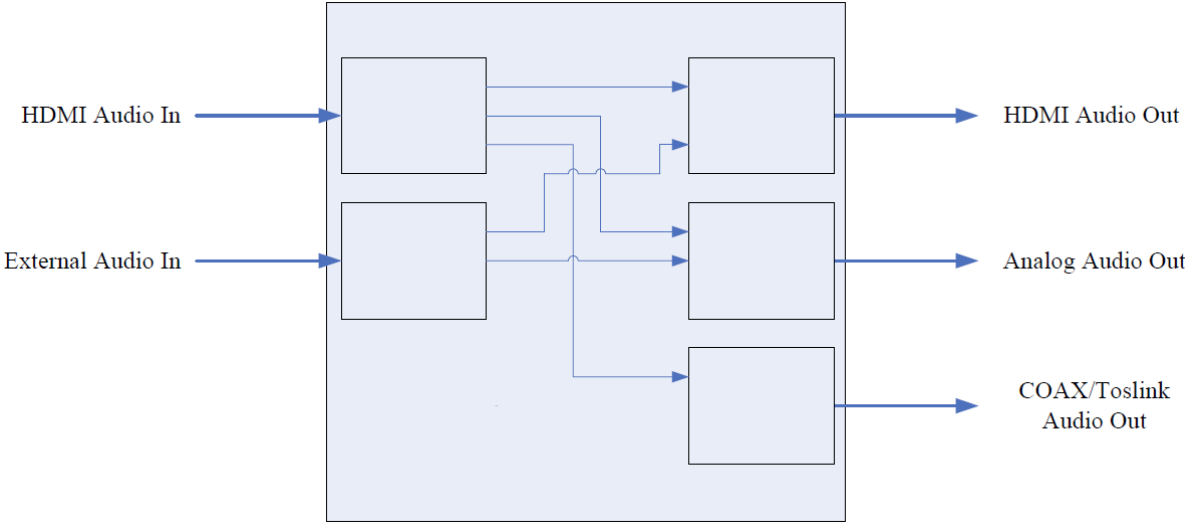 HDMI Audio In
HDMI Audio Out
External Audio In
Analog Audio Out
COAX/Toslink
Audio Out